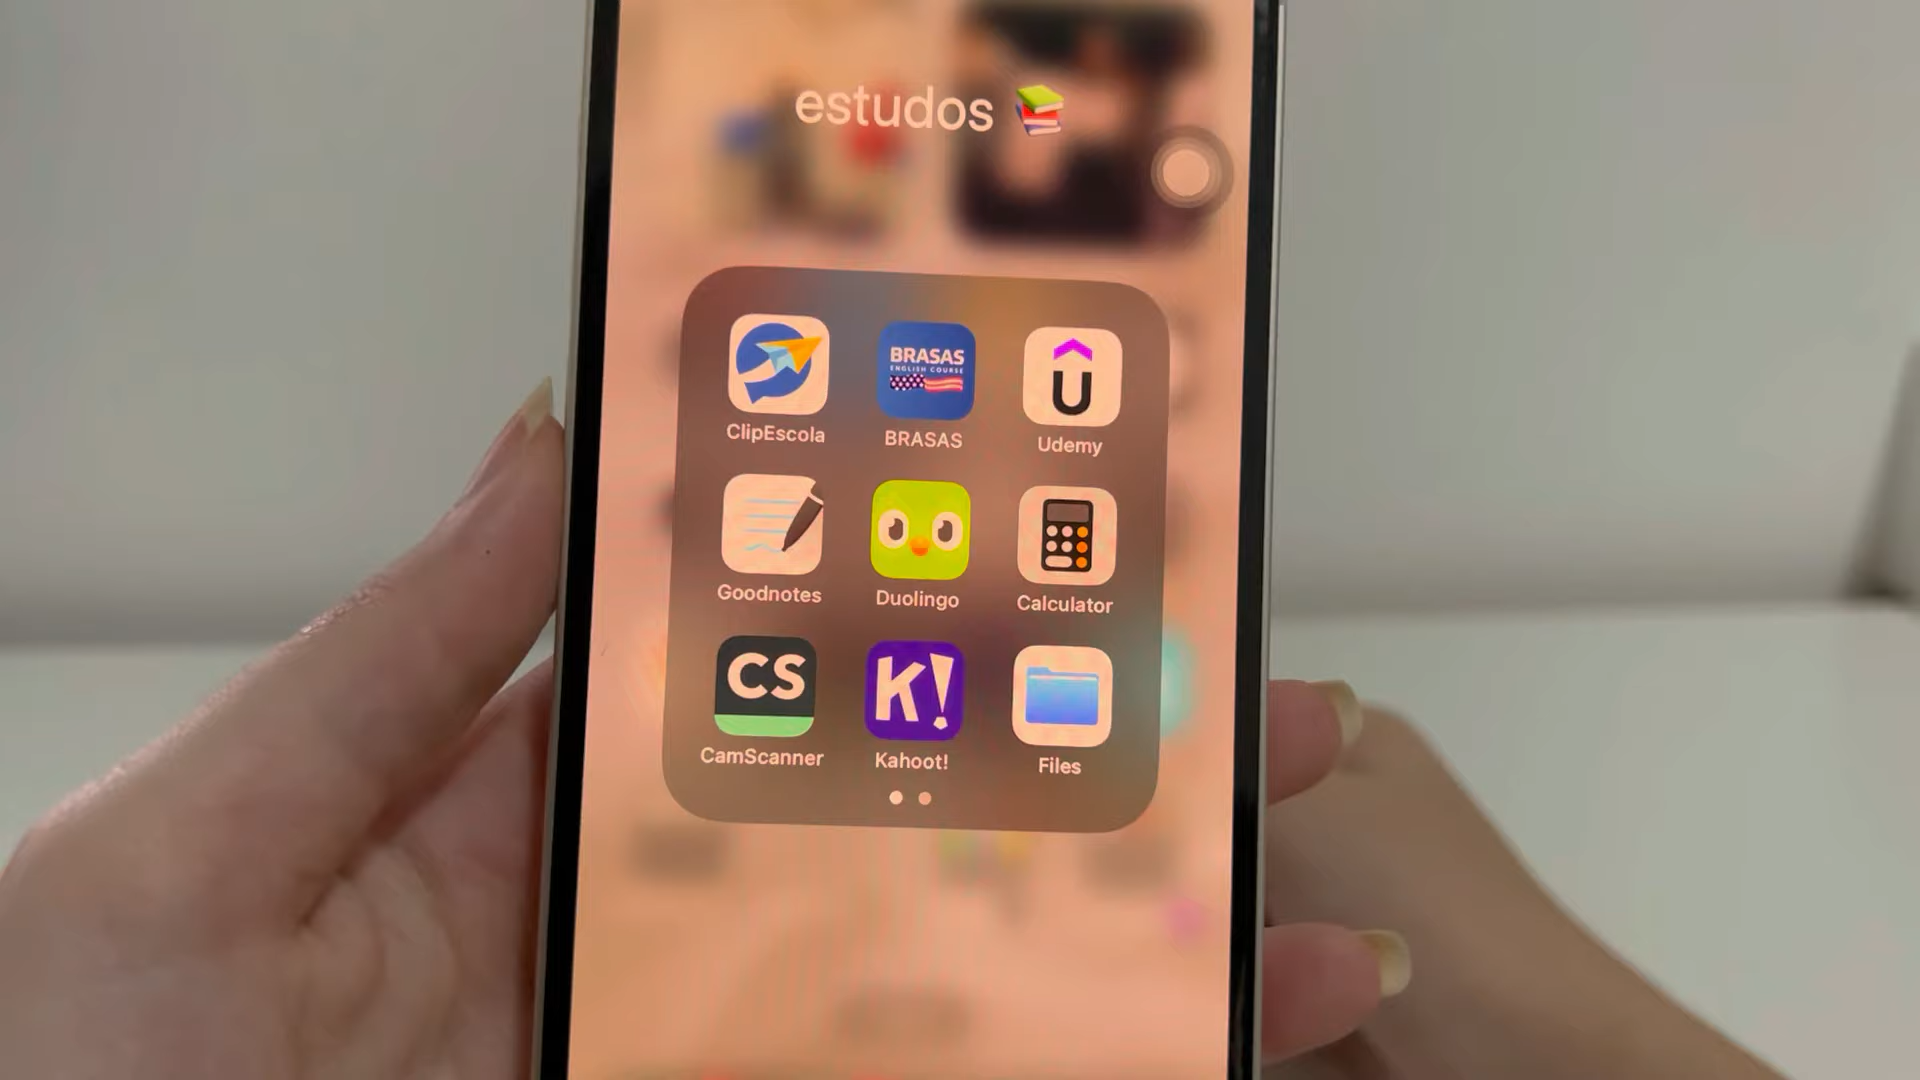 estudos 📚
BRASAS
ENGLISH COURSE
U
ClipEscola BRASAS Udemy
Goodnotes Duolingo Calculator
CS K!
CamScanner Kahoot! Files